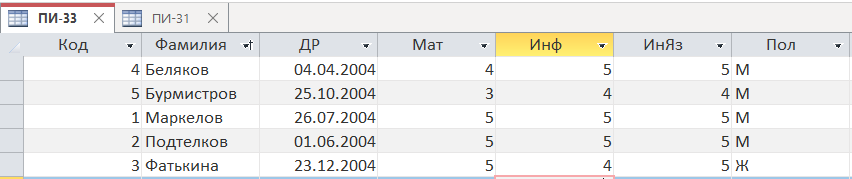 ПИ-33 ПИ-31
Код Фамилия ДР Мат Инф ИнЯз Пол
4 Беляков 04.04.2004 4 5 5 М
5 Бурмистров 25.10.2004 3 4 4 М
1 Маркелов 26.07.2004 5 5 5 М
2 Подтелков 01.06.2004 5 5 5 М
3 Фатькина 23.12.2004 5 4 5 Ж